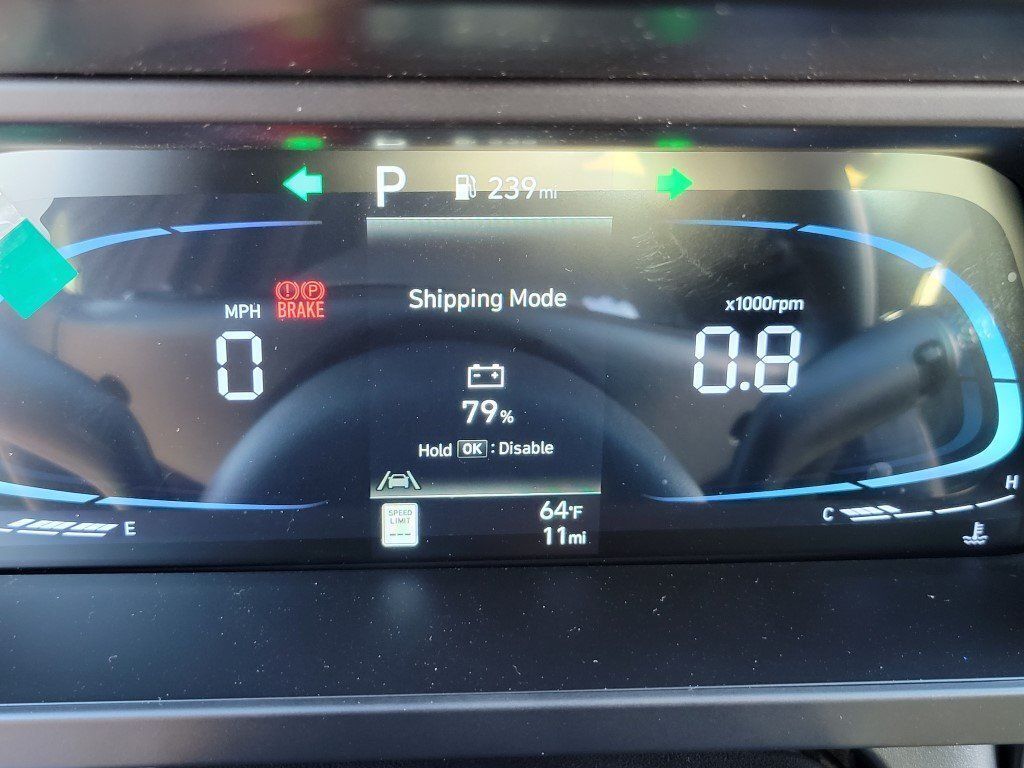 P 239mi
Shipping Mode
MPH
(!) (P)
BRAKE
0
x1000rpm
0.8
- +
79%
Hold OK : Disable
SPEED
LIMIT
---
64°F
11mi
E
C
H